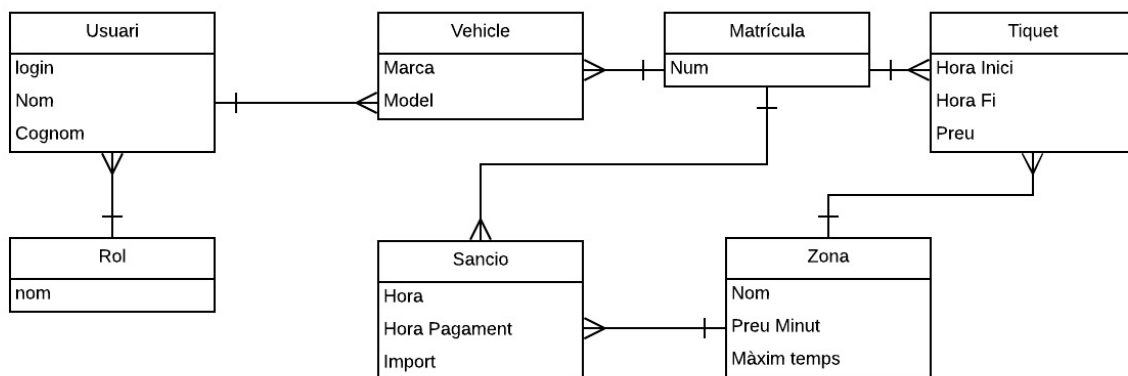 Usuari
login
Nom
Cognom
Vehicle
Marca
Model
Matrícula
Num
Tiquet
Hora Inici
Hora Fi
Preu
Rol
nom
Sancio
Hora
Hora Pagament
Import
Zona
Nom
Preu Minut
Màxim temps